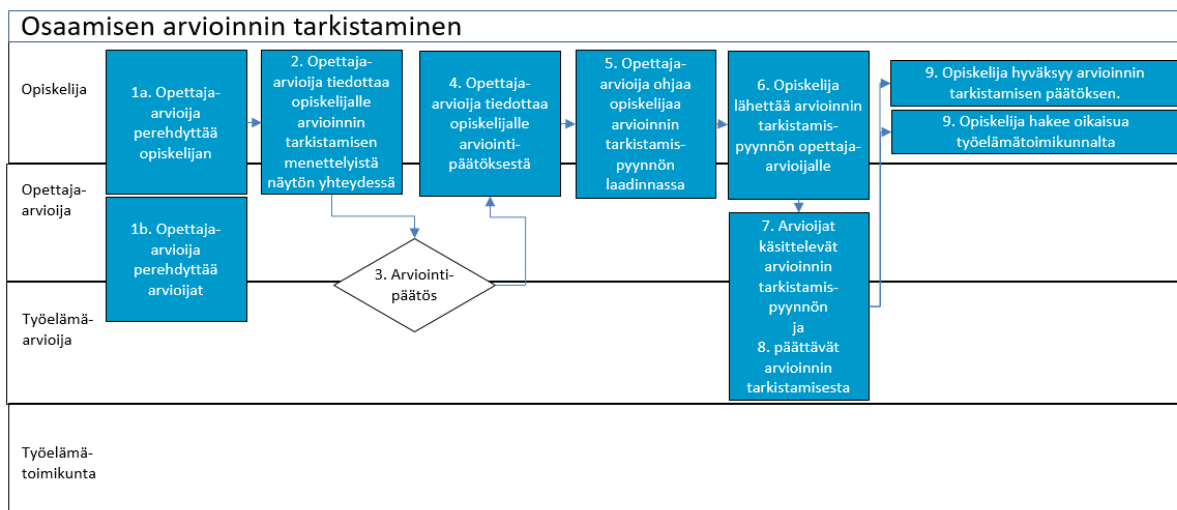 Osaamisen arvioinnin tarkistaminen
Opiskelija
Opettaja-
arvioija
Työelämä-
arvioija
Työelämä-
toimikunta
1a. Opettaja-
arvioija
perehdyttää
opiskelijan
1b. Opettaja-
arvioija
perehdyttää
arvioijat
2. Opettaja-
arvioija tiedottaa
opiskelijalle
arvioinnin
tarkistamisen
menettelyistä
näytön yhteydessä
3. Arviointi-
päätös
4. Opettaja-
arvioija tiedottaa
opiskelijalle
arviointi-
päätöksestä
5. Opettaja-
arvioija ohjaa
opiskelijaa
arvioinnin
tarkistamis-
pyynnön
laadinnassa
6. Opiskelija
lähettää arvioinnin
tarkistamis-
pyynnön opettaja-
arvioijalle
7. Arvioijat
käsittelevät
arvioinnin
tarkistamis-
pyynnön
ja
8. päättävät
arvioinnin
tarkistamisesta
9. Opiskelija hyväksyy arvioinnin
tarkistamisen päätöksen.
9. Opiskelija hakee oikaisua
työelämätoimikunnalta